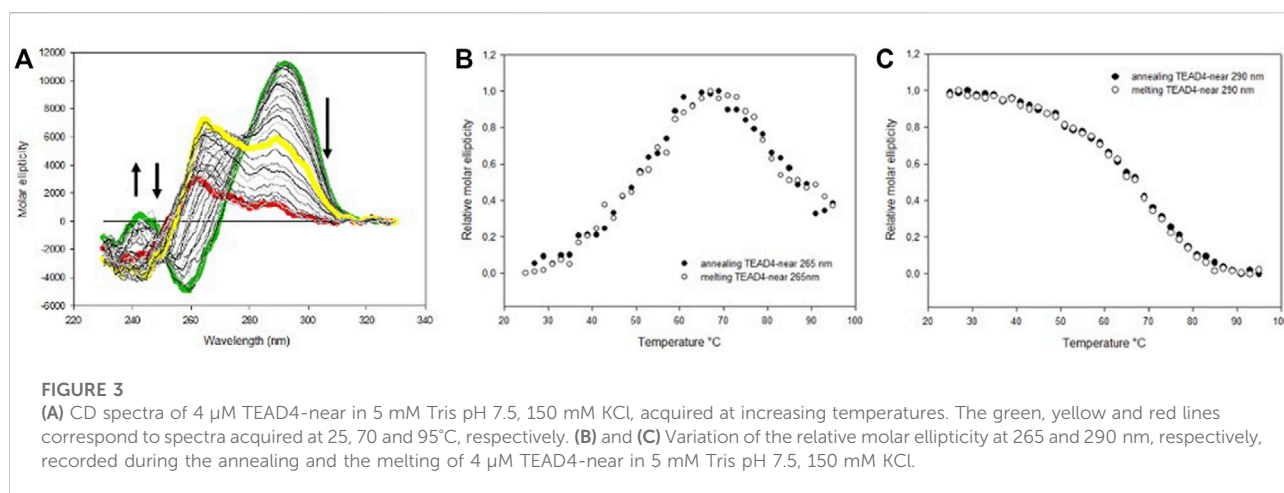 A
12000
10000
8000
6000
4000
2000
0
-2000
-4000
-6000
Molar elipticity
220 240 260 280 300 320 340
Wavelength (nm)
B
1,2
1,0
0,8
0,6
0,4
0,2
0,0
Relative molar ellipticity
annealing TEAD4-near 265 nm
melting TEAD4-near 265nm
20 30 40 50 60 70 80 90 100
Temperature °C
C
1,2
1,0
0,8
0,6
0,4
0,2
0,0
Relative molar ellipticity
annealing TEAD4-near 290 nm
melting TEAD4-near 290 nm
20 30 40 50 60 70 80 90 100
Temperature °C
FIGURE 3
(A) CD spectra of 4 µM TEAD4-near in 5 mM Tris pH 7.5, 150 mM KCl, acquired at increasing temperatures. The green, yellow and red lines
correspond to spectra acquired at 25, 70 and 95°C, respectively. (B) and (C) Variation of the relative molar ellipticity at 265 and 290 nm, respectively,
recorded during the annealing and the melting of 4 µM TEAD4-near in 5 mM Tris pH 7.5, 150 mM KCl.